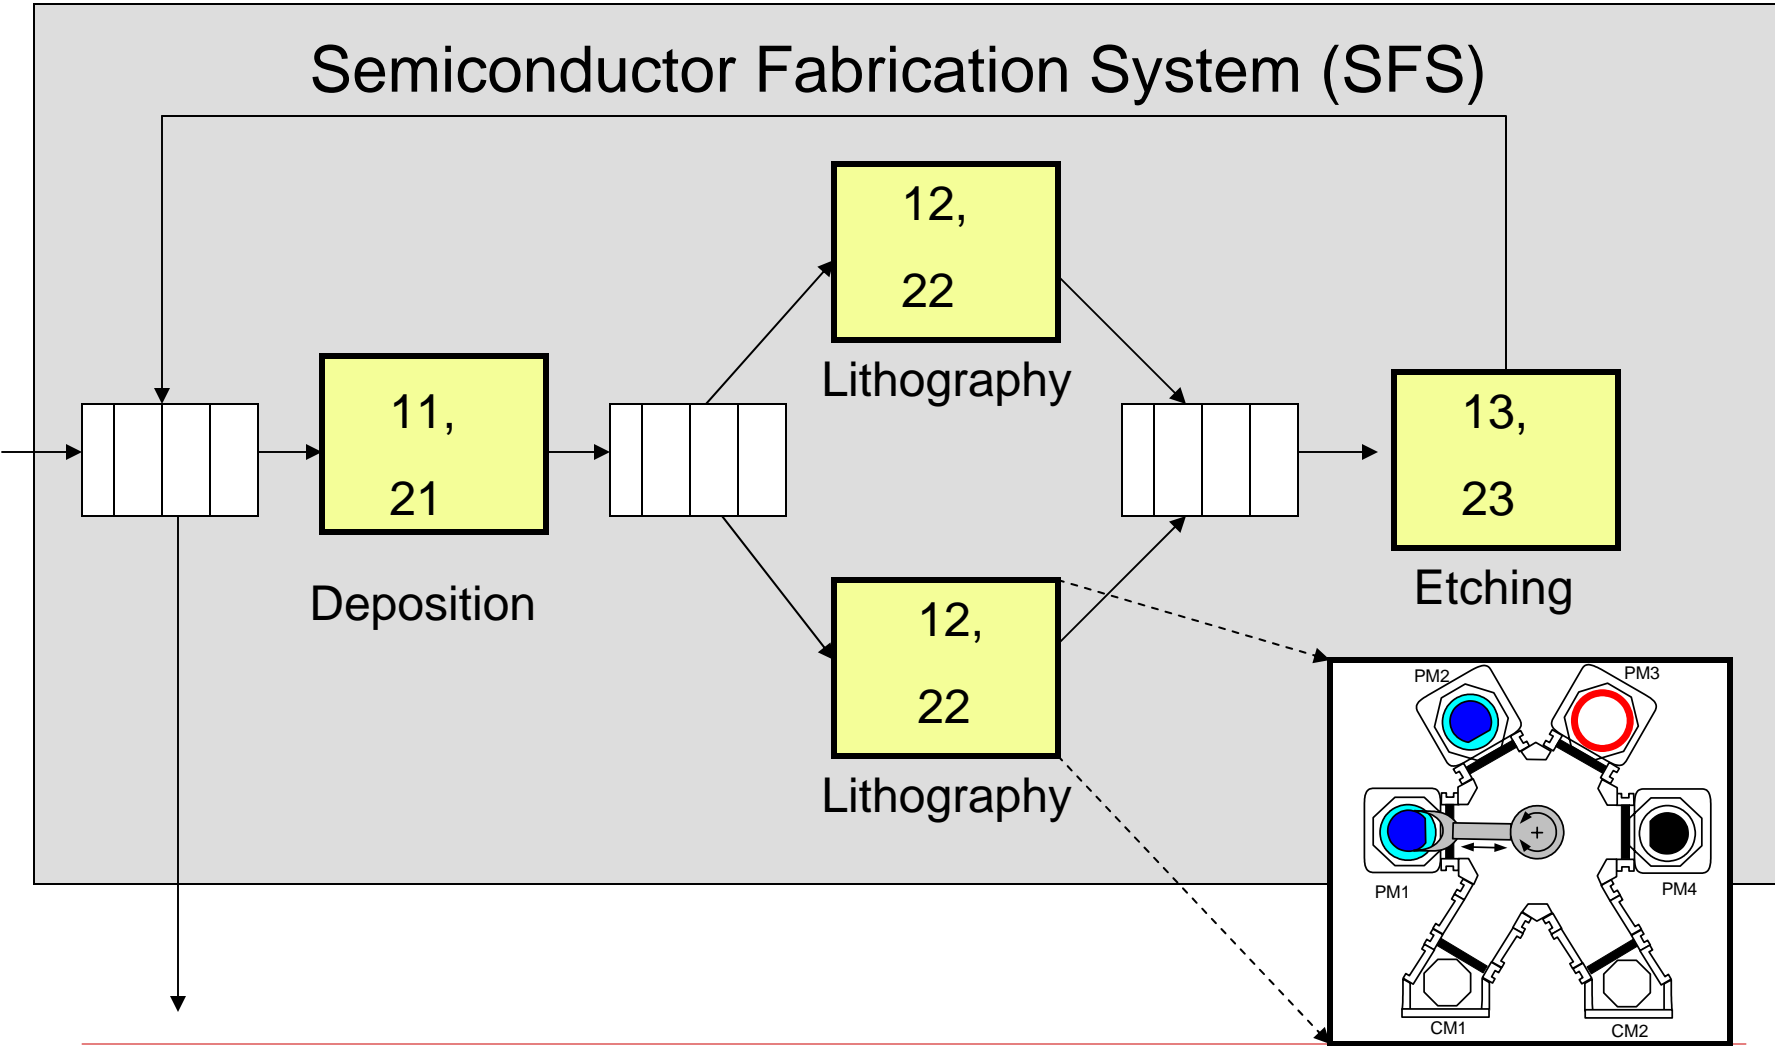 Semiconductor Fabrication System (SFS)
12,
22
Lithography
11,
21
Deposition
13,
23
Etching
12,
22
Lithography
PM2
PM3
PM1
PM4
CM1
CM2